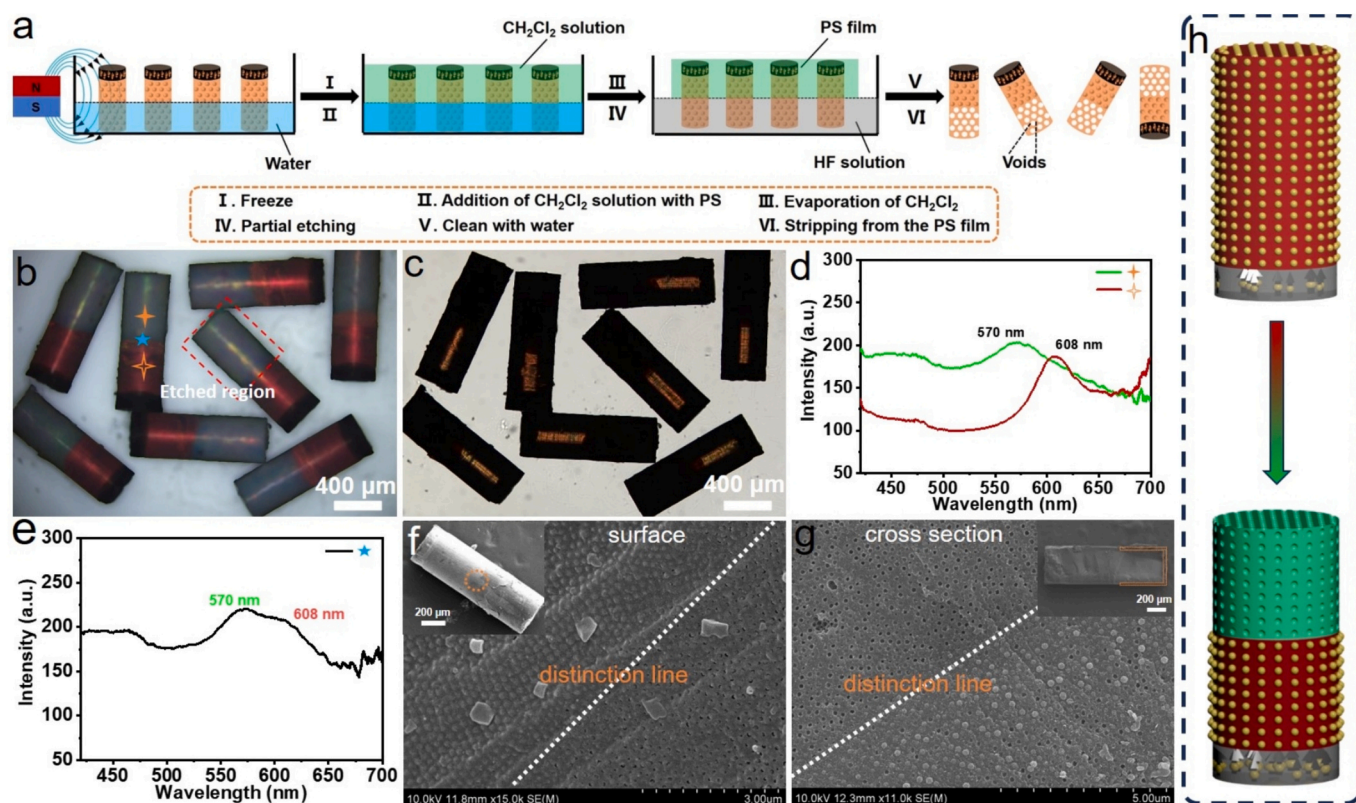 a
CH₂Cl₂ solution
PS film
N
S
I
II
III
IV
V
VI
Water
HF solution
Voids
I. Freeze
II. Addition of CH₂Cl₂ solution with PS
III. Evaporation of CH₂Cl₂
IV. Partial etching
V. Clean with water
VI. Stripping from the PS film
b
Etched region
400 μm
c
400 μm
d
300
250
200
150
100
50
Intensity (a.u.)
570 nm
608 nm
450 500 550 600 650 700
Wavelength (nm)
e
300
250
200
150
100
50
Intensity (a.u.)
570 nm
608 nm
450 500 550 600 650 700
Wavelength (nm)
f
surface
200 μm
distinction line
10.0kV 11.8mm x15.0k SE(M)
3.00um
g
cross section
200 μm
distinction line
10.0kV 12.3mm x11.0k SE(M)
5.00um
h